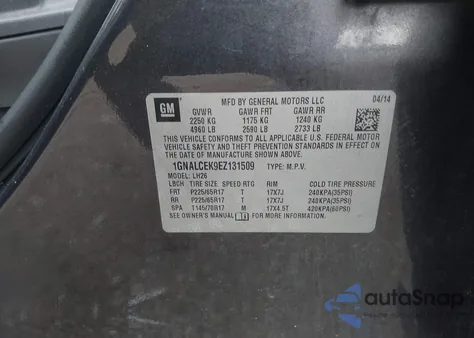 GM
MFD BY GENERAL MOTORS LLC 04/14
GVWR GAWR FRT GAWR RR
2250 KG 1175 KG 1240 KG
4960 LB 2590 LB 2733 LB
THIS VEHICLE CONFORMS TO ALL APPLICABLE U.S. FEDERAL MOTOR
VEHICLE SAFETY AND THEFT PREVENTION STANDARDS IN EFFECT ON
THE DATE OF MANUFACTURE SHOWN ABOVE.
1GNALCEK9EZ131509 TYPE: M.P.V.
MODEL: LH26
LBCH TIRE SIZE SPEED RTG RIM COLD TIRE PRESSURE
FRT P225/65R17 T 17X7J 240KPA(35PSI)
RR P225/65R17 T 17X7J 240KPA(35PSI)
SPA T145/70R17 M 17X4.5T 420KPA(60PSI)
SEE OWNER'S MANUAL
autoSnap